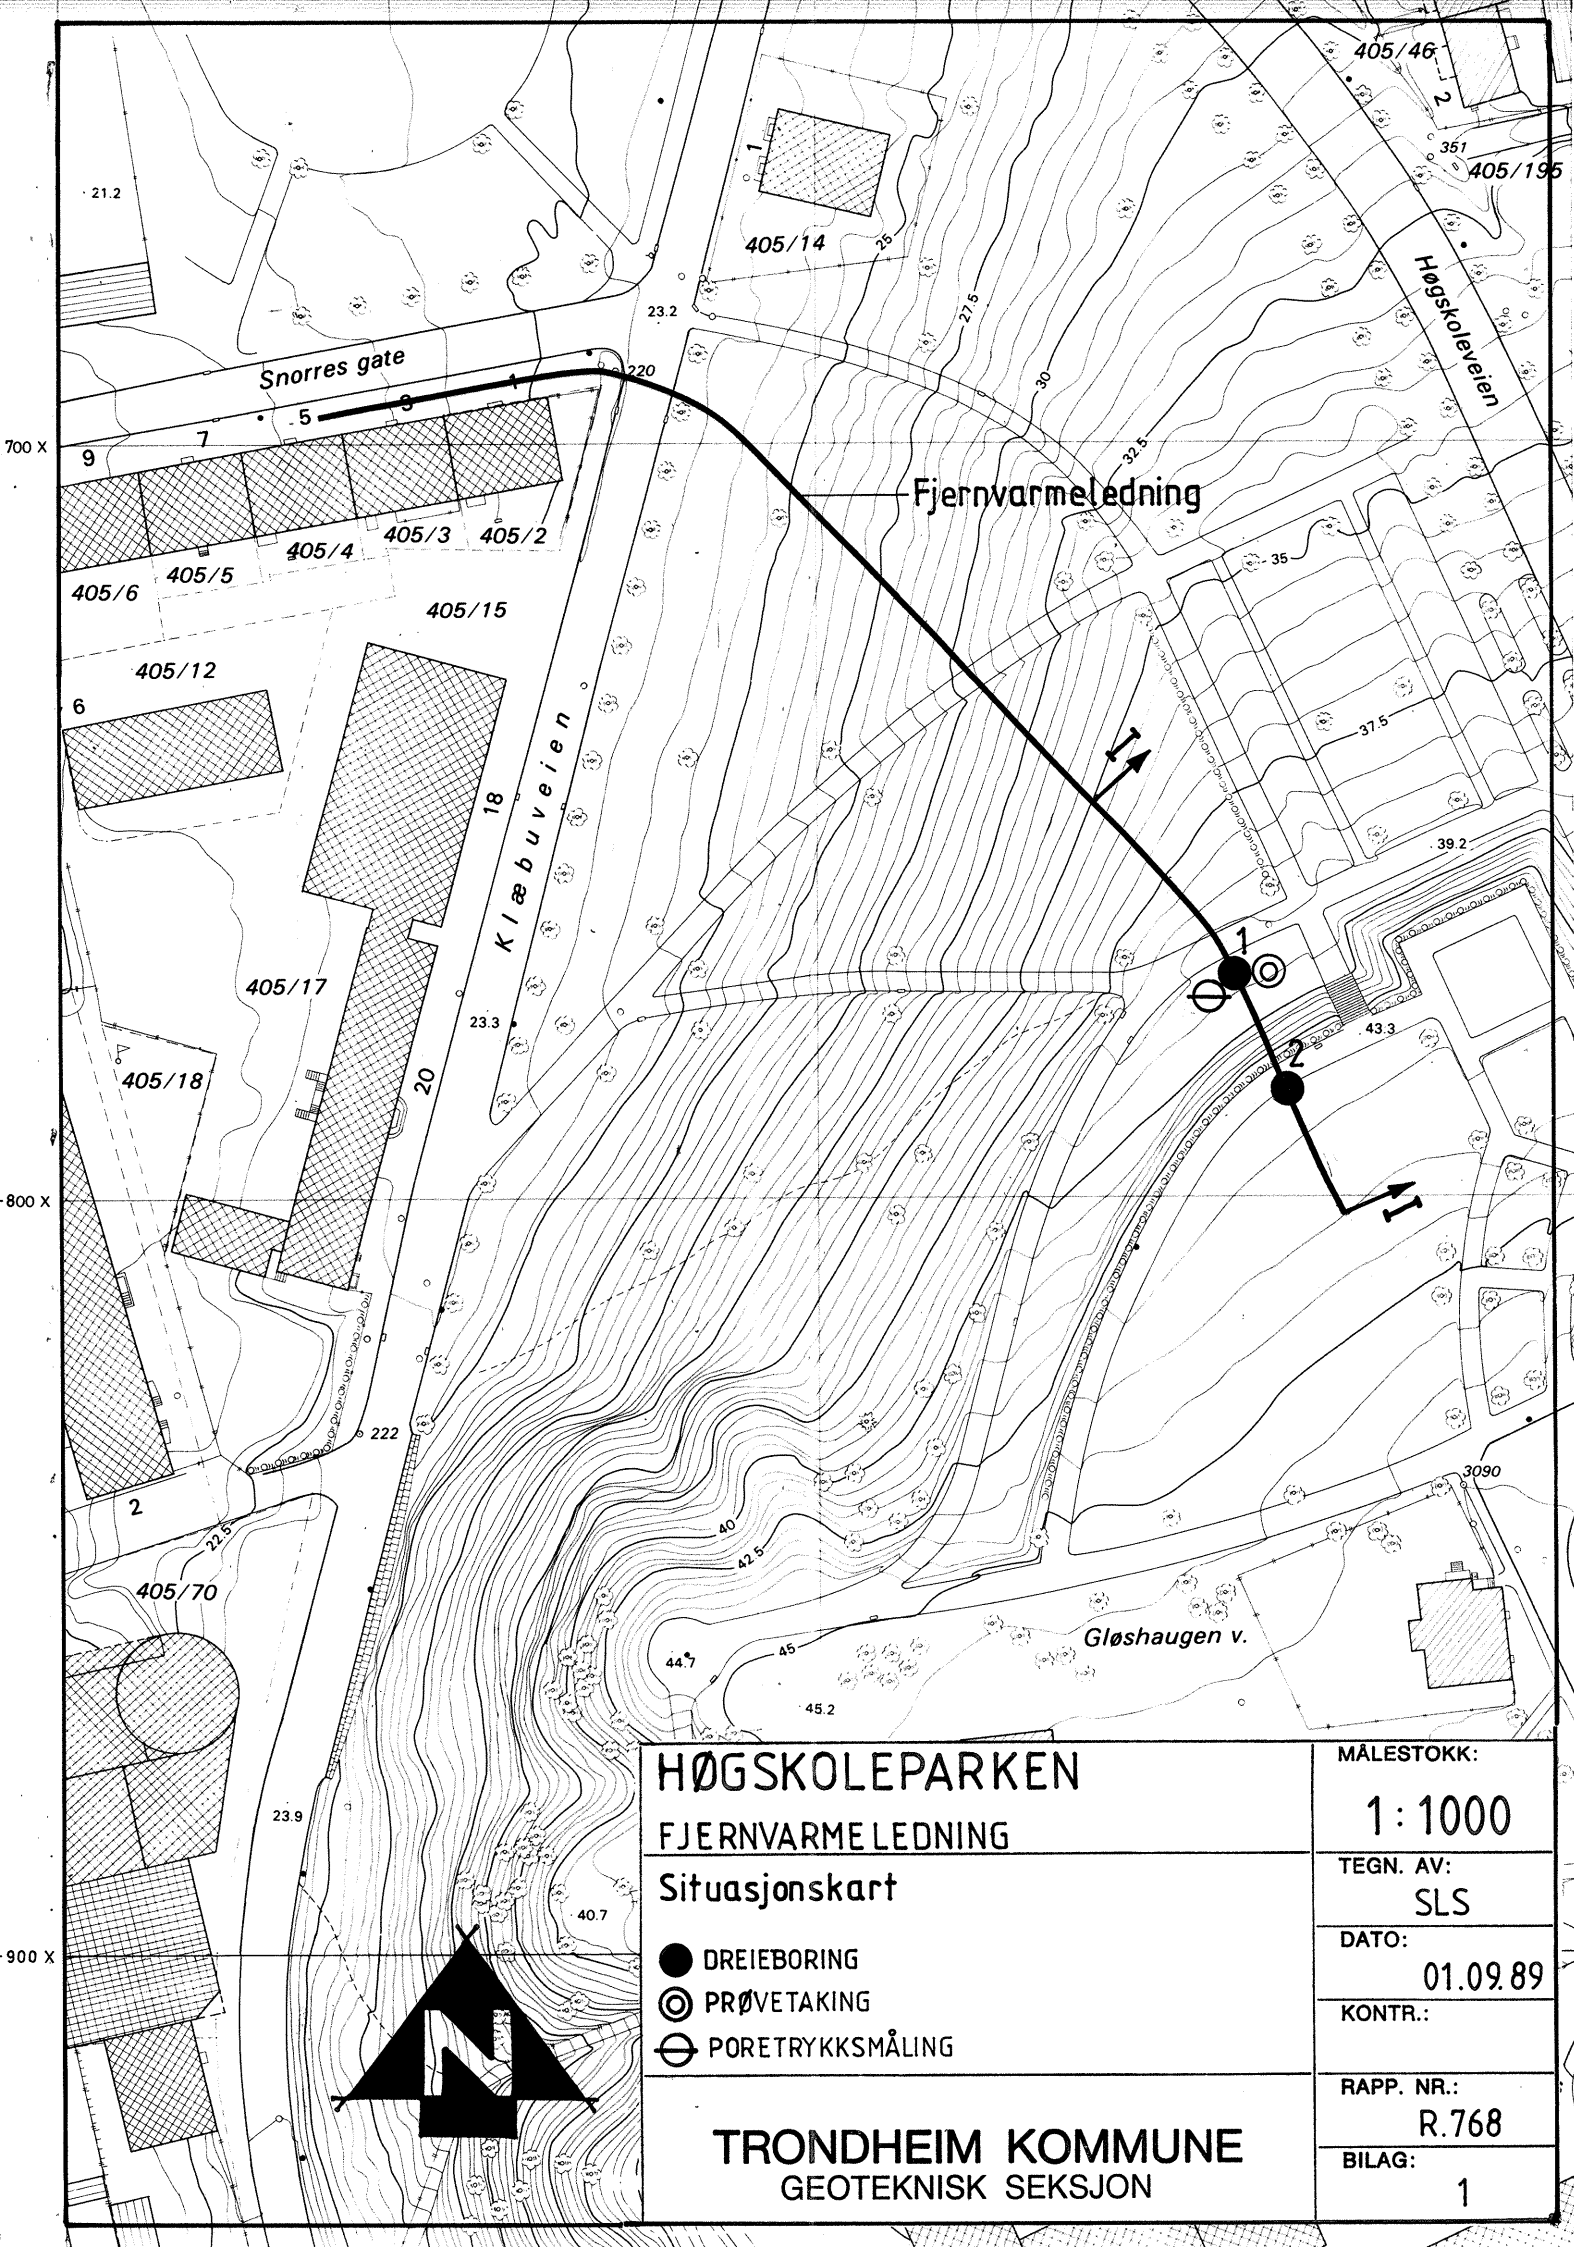 405/46
2
351
405/195
21.2
1
405/14
25
Høgskoleveien
23.2
27.5
Snorres gate
220
30
1
3
5
7
9
700 X
32.5
Fjernvarmeledning
405/2
405/3
405/4
405/5
405/6
35
405/15
405/12
6
37.5
I
18
Klæbuveien
39.2
1
405/17
23.3
43.3
2
405/18
20
800 X
I
222
3090
2
40
22.5
42.5
405/70
Gløshaugen v.
45
44.7
45.2
23.9
40.7
900 X
N
HØGSKOLEPARKEN
FJERNVARMELEDNING
Situasjonskart
DREIEBORING
PRØVETAKING
PORETRYKKSMÅLING
TRONDHEIM KOMMUNE
GEOTEKNISK SEKSJON
MÅLESTOKK:
1:1000
TEGN. AV:
SLS
DATO:
01.09.89
KONTR.:
RAPP. NR.:
R.768
BILAG:
1